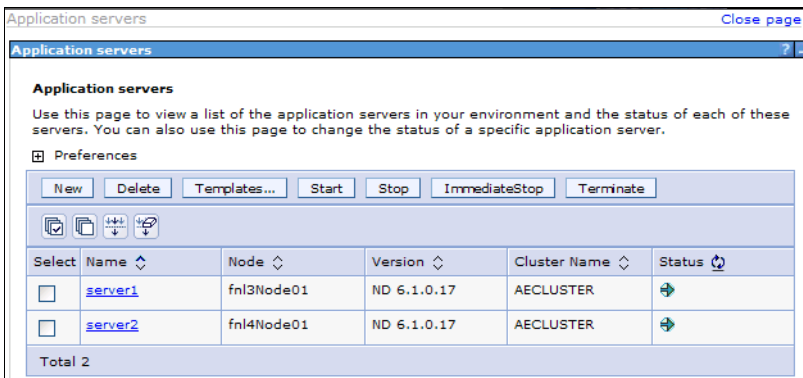 Application servers Close page
Application servers ? -
Application servers
Use this page to view a list of the application servers in your environment and the status of each of these
servers. You can also use this page to change the status of a specific application server.
Preferences
New Delete Templates... Start Stop ImmediateStop Terminate
Select Name Node Version Cluster Name Status
server1 fnl3Node01 ND 6.1.0.17 AECLUSTER
server2 fnl4Node01 ND 6.1.0.17 AECLUSTER
Total 2